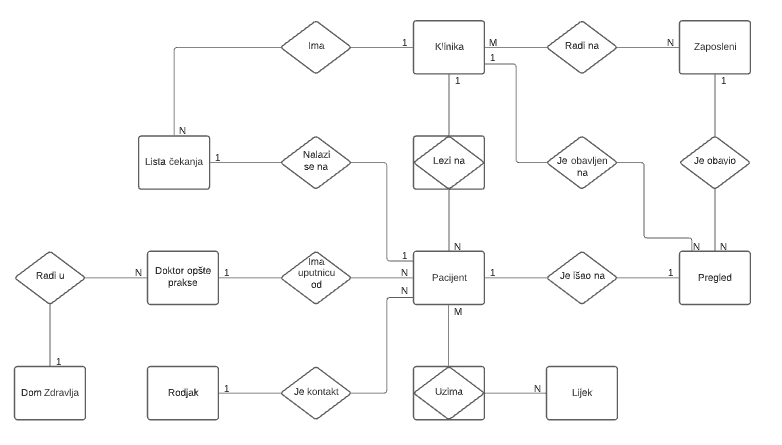 Ima
1
Klinika
M
Radi na
N
Zaposleni
1
1
1
N
Lista čekanja
1
Nalazi
se na
Lezi na
Je obavljen
na
Je obavio
1
N
N
N
Radi u
N
Doktor opšte
prakse
1
Ima
uputnicu
od
N
Pacijent
1
Je išao na
1
Pregled
N
M
1
Dom Zdravlja
Rodjak
1
Je kontakt
Uzima
N
Lijek